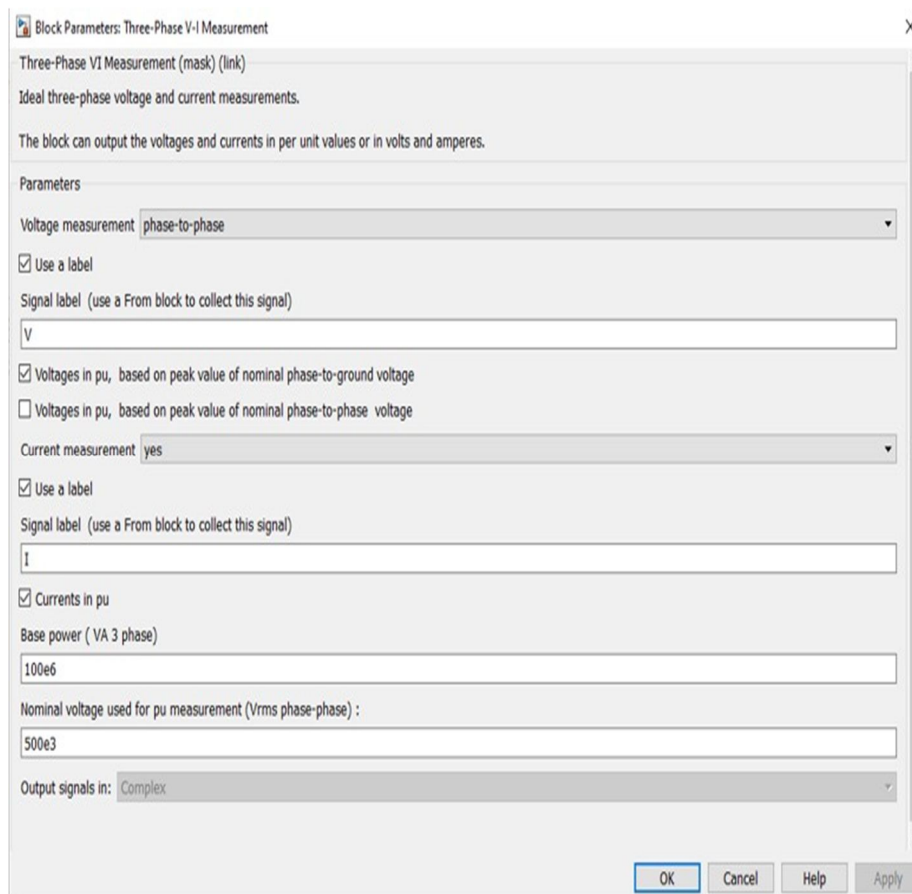 Block Parameters: Three-Phase V-I Measurement
Three-Phase VI Measurement (mask) (link)
Ideal three-phase voltage and current measurements.
The block can output the voltages and currents in per unit values or in volts and amperes.
Parameters
Voltage measurement phase-to-phase
Use a label
Signal label (use a From block to collect this signal)
V
Voltages in pu, based on peak value of nominal phase-to-ground voltage
Voltages in pu, based on peak value of nominal phase-to-phase voltage
Current measurement yes
Use a label
Signal label (use a From block to collect this signal)
I
Currents in pu
Base power ( VA 3 phase)
100e6
Nominal voltage used for pu measurement (Vrms phase-phase) :
500e3
Output signals in: Complex
OK Cancel Help Apply